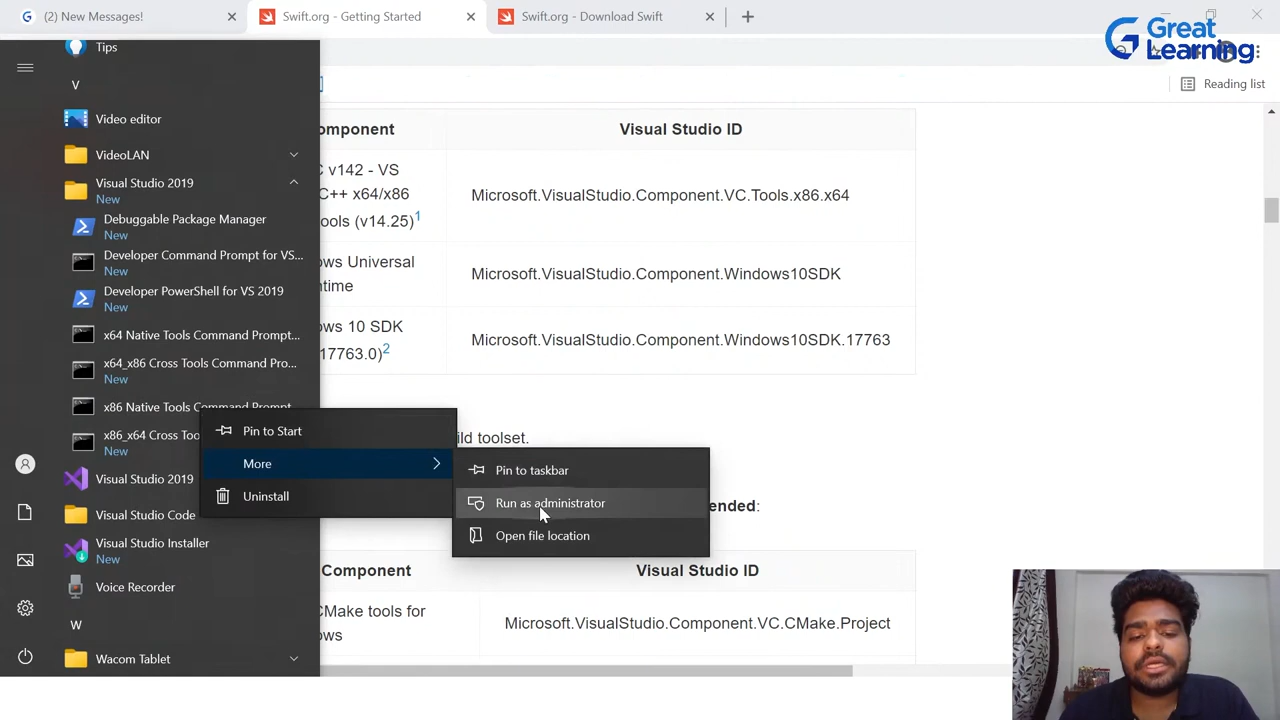 (2) New Messages!
Swift.org - Getting Started
Swift.org - Download Swift
Great
Learning
Reading list
Tips
V
Video editor
VideoLAN
Visual Studio 2019
New
Debuggable Package Manager
New
Developer Command Prompt for VS...
New
Developer PowerShell for VS 2019
New
x64 Native Tools Command Prompt...
x64_x86 Cross Tools Command Pro...
New
x86 Native Tools Command Prompt
x86_x64 Cross Too
New
Visual Studio 2019
Visual Studio Code
Visual Studio Installer
New
Voice Recorder
W
Wacom Tablet
Pin to Start
More
Uninstall
Pin to taskbar
Run as administrator
Open file location
omponent
Visual Studio ID
C v142 - VS
C++ x64/x86
ools (v14.25)1
Microsoft.VisualStudio.Component.VC.Tools.x86.x64
ows Universal
ntime
Microsoft.VisualStudio.Component.Windows10SDK
ows 10 SDK
17763.0)2
Microsoft.VisualStudio.Component.Windows10SDK.17763
ild toolset.
ended:
Component
Visual Studio ID
CMake tools for
ows
Microsoft.VisualStudio.Component.VC.CMake.Project